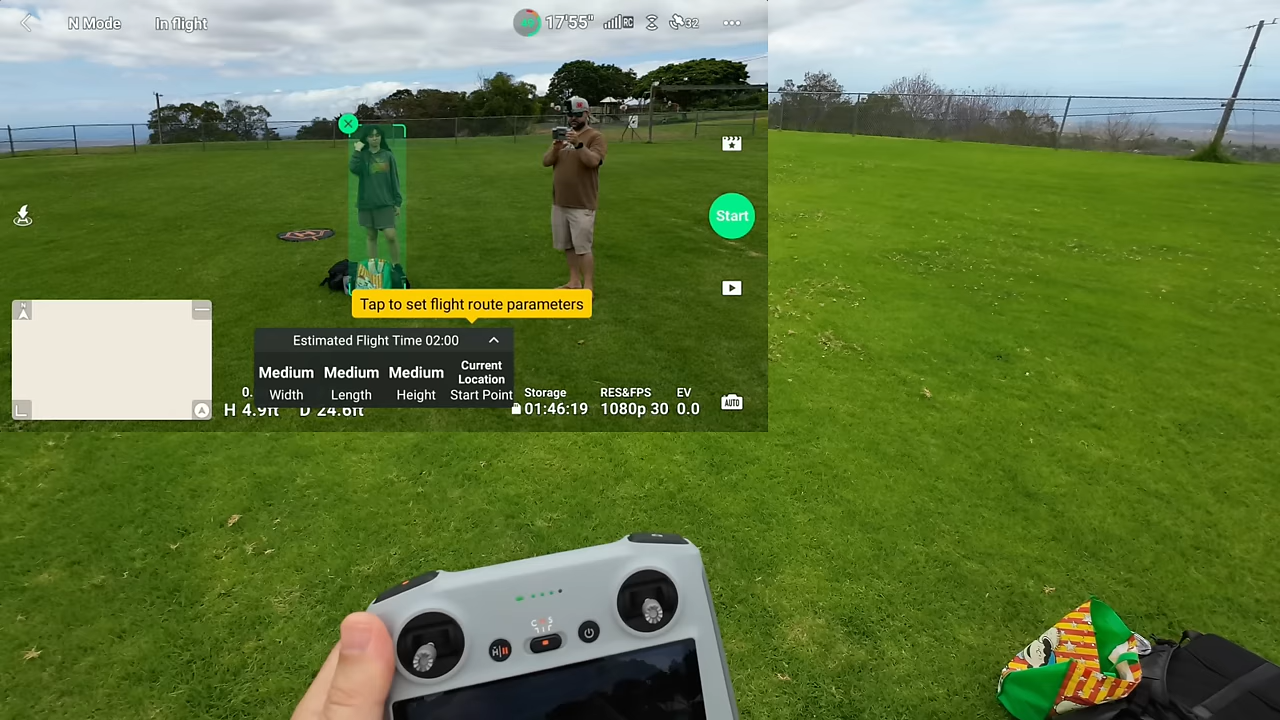 N Mode
In flight
17'55"
RC
32
Start
Tap to set flight route parameters
Estimated Flight Time 02:00
Medium
Medium
Medium
Current
Location
Width
Length
Height
Start Point
N
0.
H 4.9ft
D 24.6ft
Storage
01:46:19
RES&FPS
1080p 30
EV
0.0
AUTO
C N S